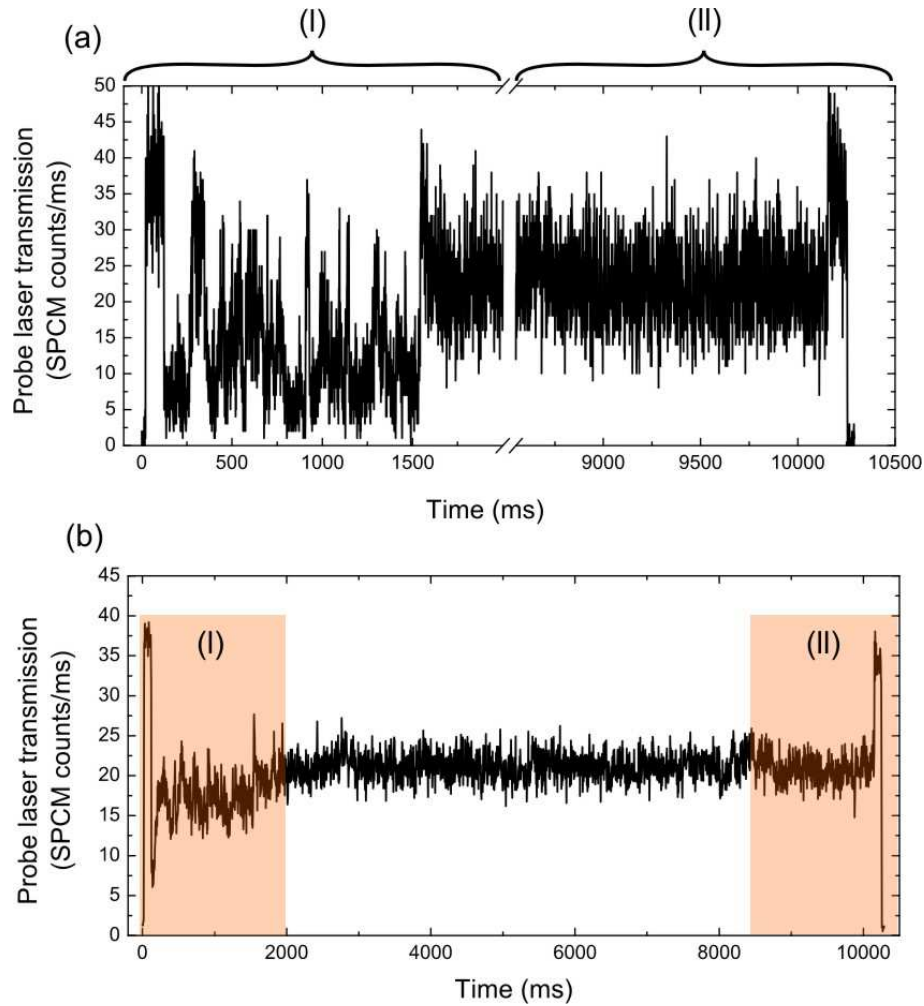 (a)
(I)
(II)
Probe laser transmission
(SPCM counts/ms)
50
45
40
35
30
25
20
15
10
5
0
0 500 1000 1500 9000 9500 10000 10500
Time (ms)
(b)
Probe laser transmission
(SPCM counts/ms)
45
40
35
30
25
20
15
10
5
0
(I)
(II)
0 2000 4000 6000 8000 10000
Time (ms)